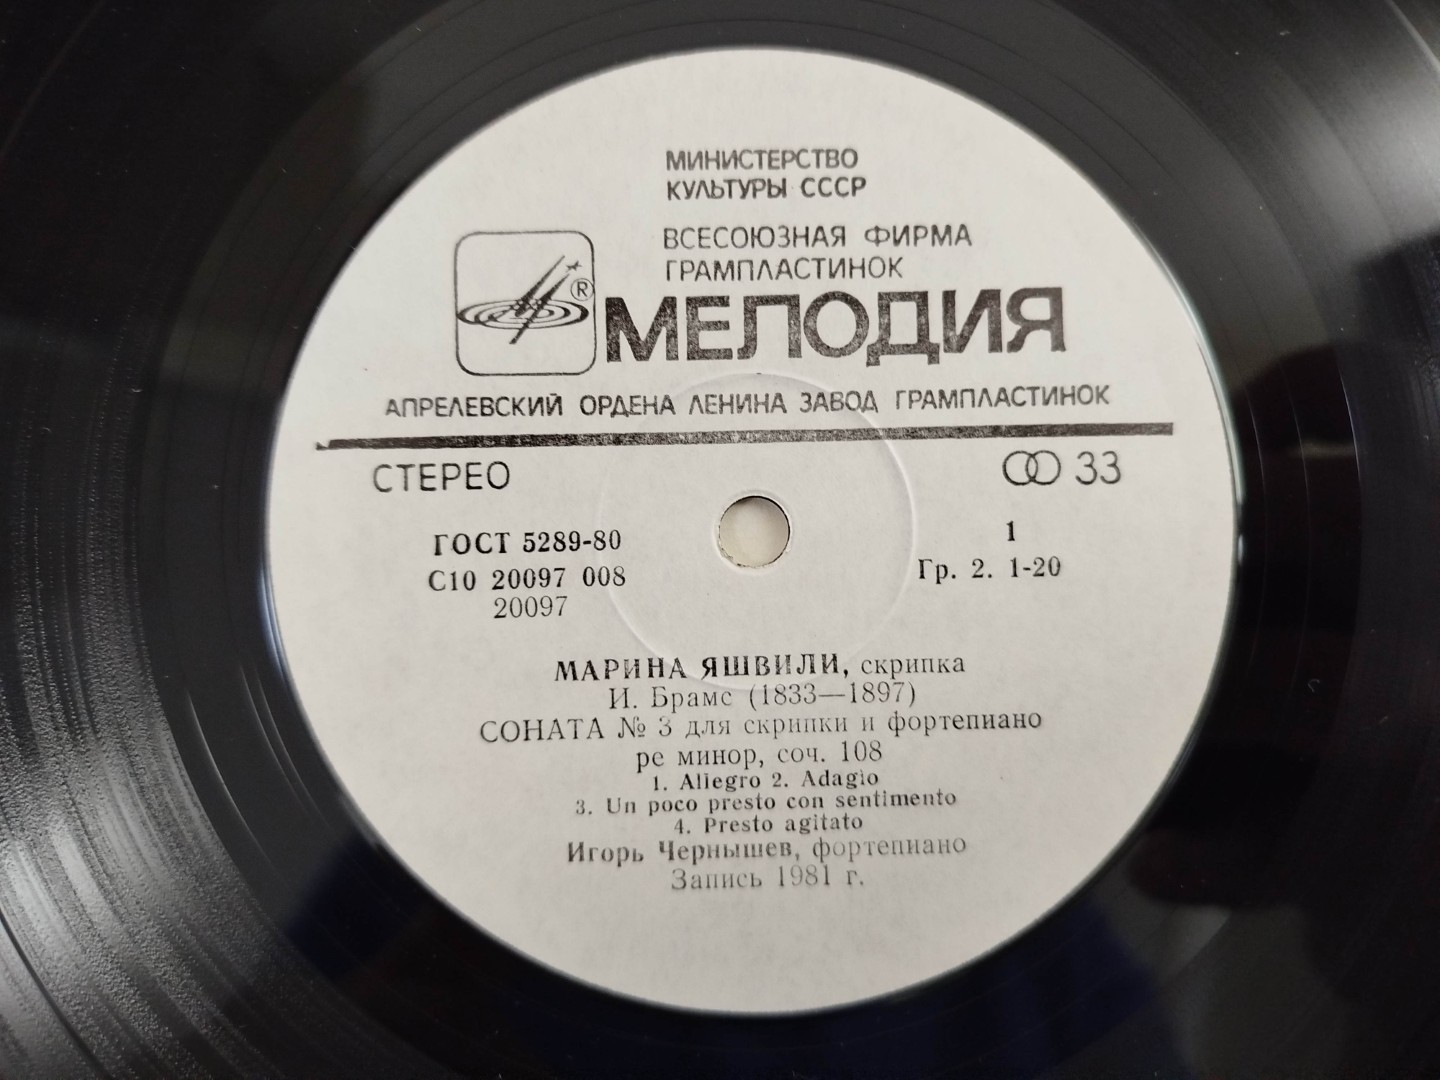 МИНИСТЕРСТВО
КУЛЬТУРЫ СССР
ВСЕСОЮЗНАЯ ФИРМА
ГРАМПЛАСТИНОК
®
МЕЛОДИЯ
АПРЕЛЕВСКИЙ ОРДЕНА ЛЕНИНА ЗАВОД ГРАМПЛАСТИНОК
СТЕРЕО
33
ГОСТ 5289-80
С10 20097 008
20097
1
Гр. 2. 1-20
МАРИНА ЯШВИЛИ, скрипка
И. Брамс (1833—1897)
СОНАТА № 3 для скрипки и фортепиано
ре минор, соч. 108
1. Allegro 2. Adagio
3. Un poco presto con sentimento
4. Presto agitato
Игорь Чернышев, фортепиано
Запись 1981 г.